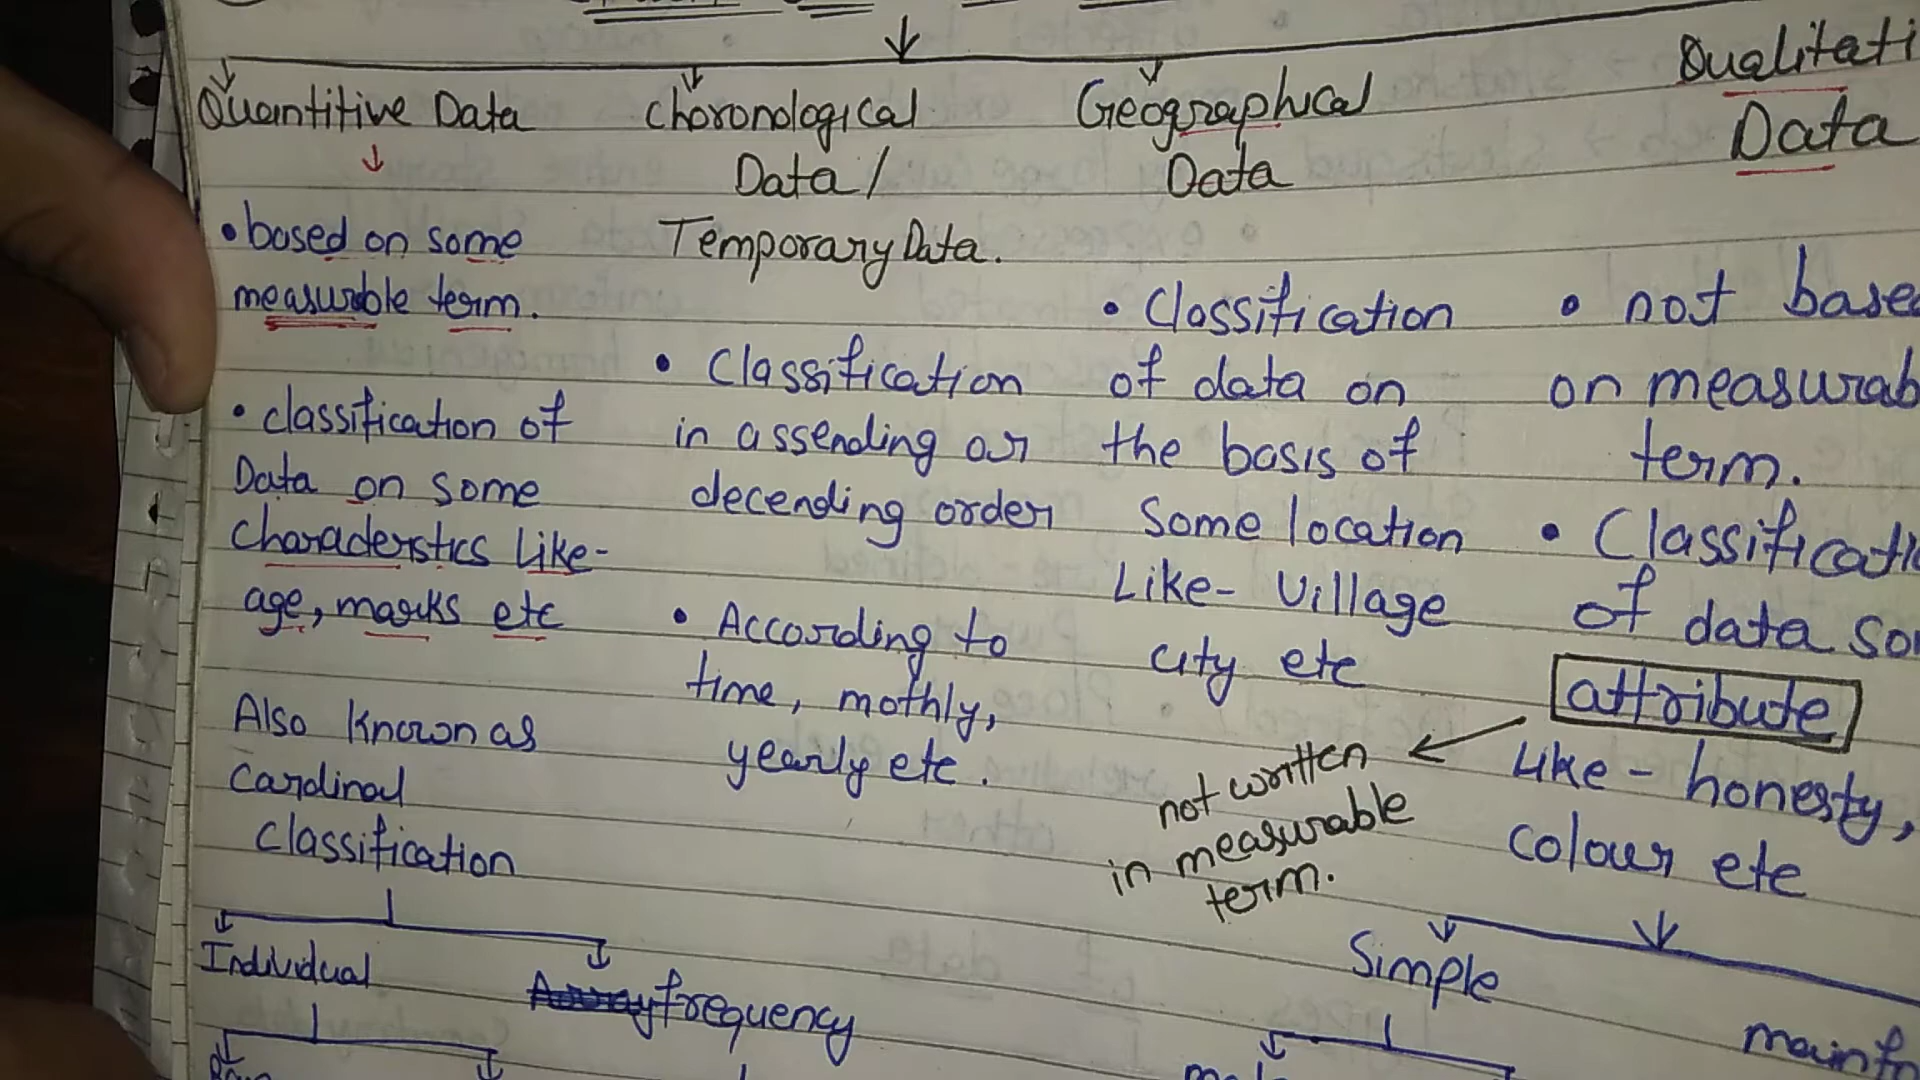 Quantitive Data
↓
• based on some
measurable term.
• classification of
Data on some
characterstics like-
age, marks etc
Also known as
Cardinal
classification
Individual
frequency
Choronological
Data /
Temporary Data.
• Classification
in assending or
decending order
• According to
time, mothly,
yearly etc.
Geographical
Data
• Classification
of data on
the basis of
Some location
Like- Village
city etc
not written
in measurable
term.
Qualitati
Data
• not base
on measurab
term.
• Classificati
of data so
attribute
like - honesty,
colour etc
Simple